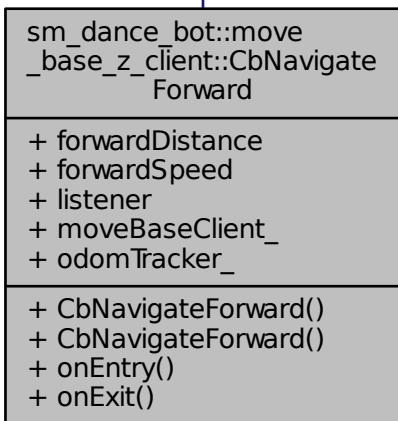 sm_dance_bot::move
_base_z_client::CbNavigate
Forward
+ forwardDistance
+ forwardSpeed
+ listener
+ moveBaseClient_
+ odomTracker_
+ CbNavigateForward()
+ CbNavigateForward()
+ onEntry()
+ onExit()